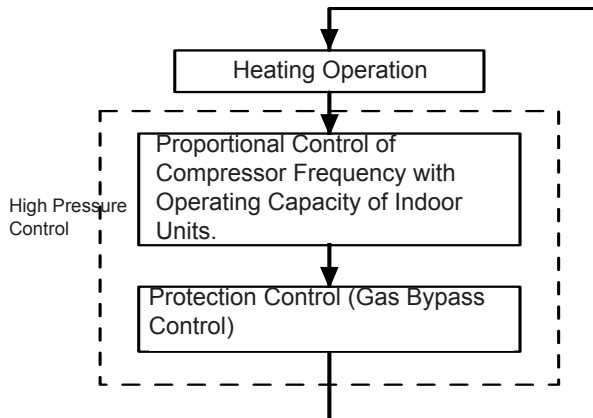 Heating Operation
Proportional Control of
Compressor Frequency with
Operating Capacity of Indoor
Units.
High Pressure
Control
Protection Control (Gas Bypass
Control)